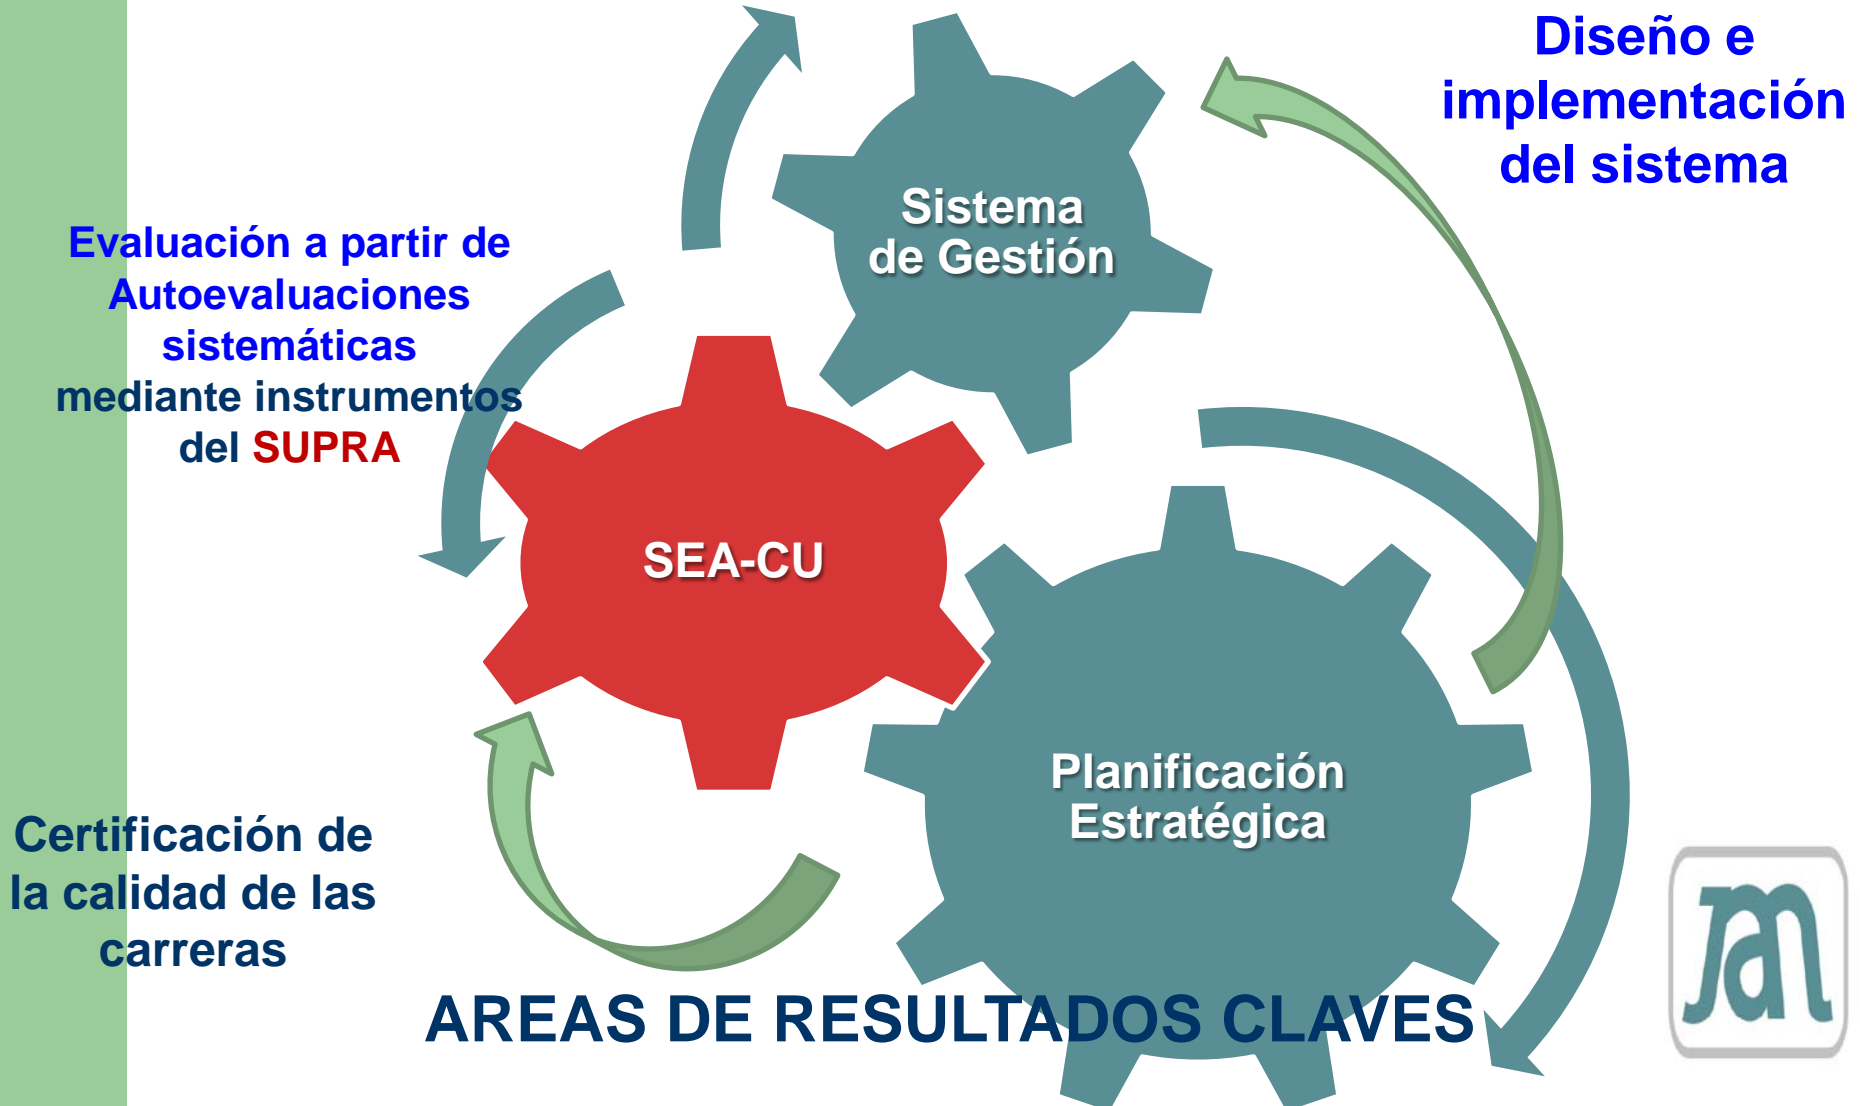 Diseño e
implementación
del sistema
Sistema
de Gestión
Evaluación a partir de
Autoevaluaciones
sistemáticas
mediante instrumentos
del SUPRA
SEA-CU
Planificación
Estratégica
Certificación de
la calidad de las
carreras
AREAS DE RESULTADOS CLAVES